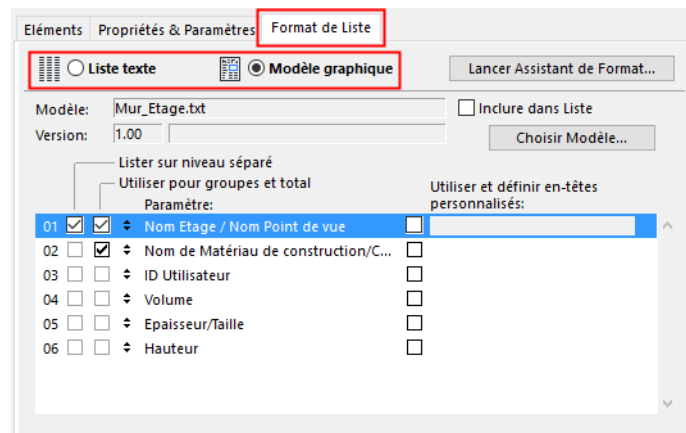 Eléments Propriétés & Paramètres Format de Liste
Liste texte Modèle graphique Lancer Assistant de Format...
Modèle: Mur_Etage.txt Inclure dans Liste
Version: 1.00 Choisir Modèle...
Lister sur niveau séparé
Utiliser pour groupes et total Utiliser et définir en-têtes
Paramètre: personnalisés:
01 Nom Etage / Nom Point de vue
02 Nom de Matériau de construction/C...
03 ID Utilisateur
04 Volume
05 Epaisseur/Taille
06 Hauteur